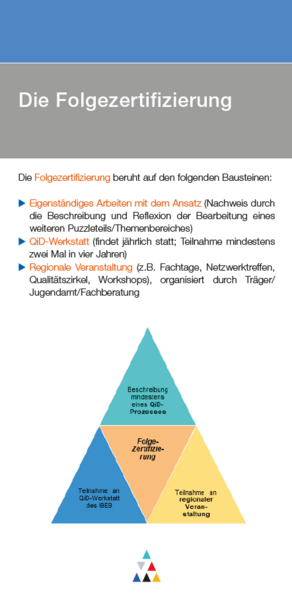 Die Folgezertifizierung
Die Folgezertifizierung beruht auf den folgenden Bausteinen:
Eigenständiges Arbeiten mit dem Ansatz (Nachweis durch
die Beschreibung und Reflexion der Bearbeitung eines
weiteren Puzzleteils/Themenbereiches)
QiD-Werkstatt (findet jährlich statt; Teilnahme mindestens
zwei Mal in vier Jahren)
Regionale Veranstaltung (z.B. Fachtage, Netzwerktreffen,
Qualitätszirkel, Workshops), organisiert durch Träger/
Jugendamt/Fachberatung
Beschreibung
mindestens
eines QiD-
Prozesses
Folge-
Zertifizie-
rung
Teilnahme an
QiD-Werkstatt
des IBEB
Teilnahme an
regionaler
Veran-
staltung